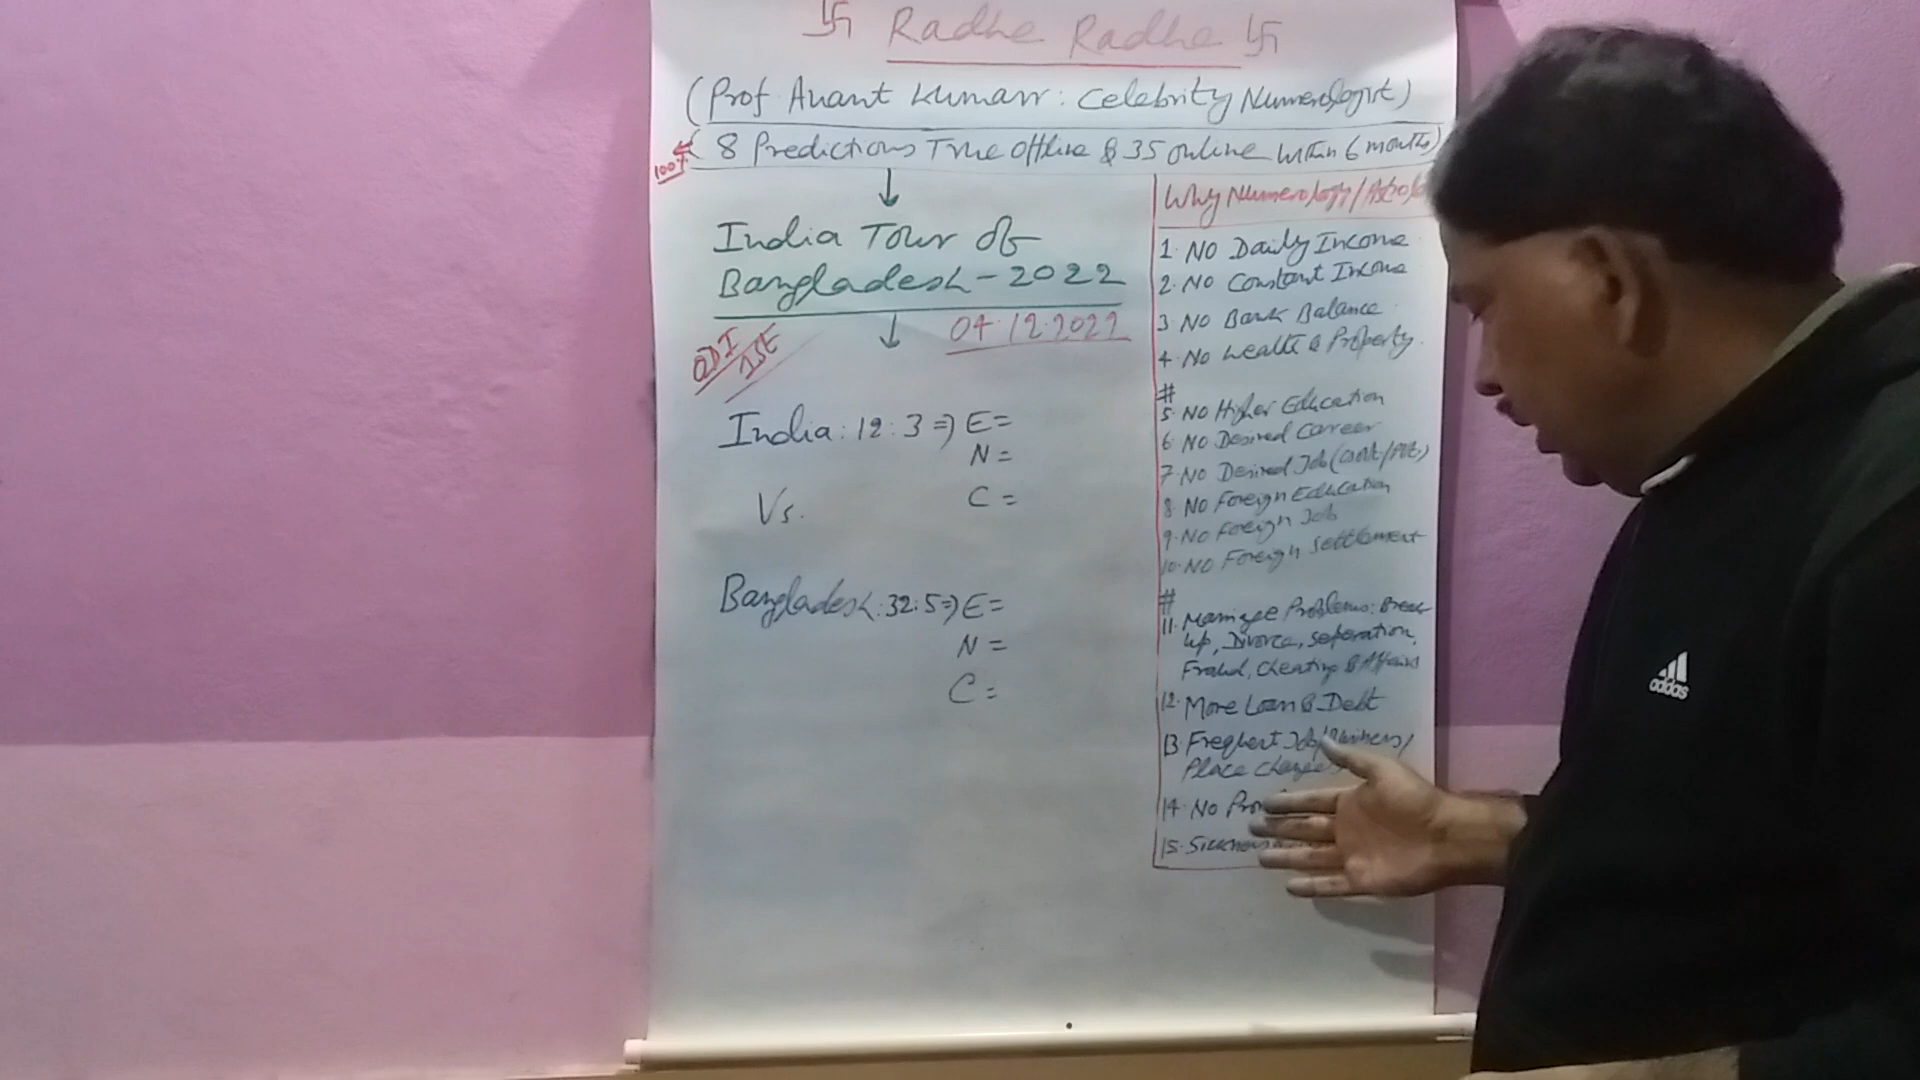 卐 Radhe Radhe 卐
(Prof. Anant Kumarr: Celebrity Numerologist)
100% 8 Predictions True Offline & 35 online within 6 months)
↓
India Tour of
Bangladesh-2022
ODI 1st ↓ 04.12.2022
India: 12:3 => E=
N =
C =
Vs.
Bangladesh: 32:5 => E=
N =
C =
Why Numerology/Astrolo
1. NO Daily Income
2. NO Constant Income
3. NO Bank Balance
4. No Wealth & Property.
#
5. NO Higher Education
6. NO Desired Career
7. NO Desired Job (Govt./Pvt.)
8. NO Foreign Education
9. NO Foreign Job
10. NO Foreign Settlement
#
11. Marriage Problems: Break
Up, Divorce, Separation,
Fraud, Cheating & Affairs
12. More Loan & Debt
13. Frequent Job/Business/
Place Change
14. No
15. Sickness
adidas